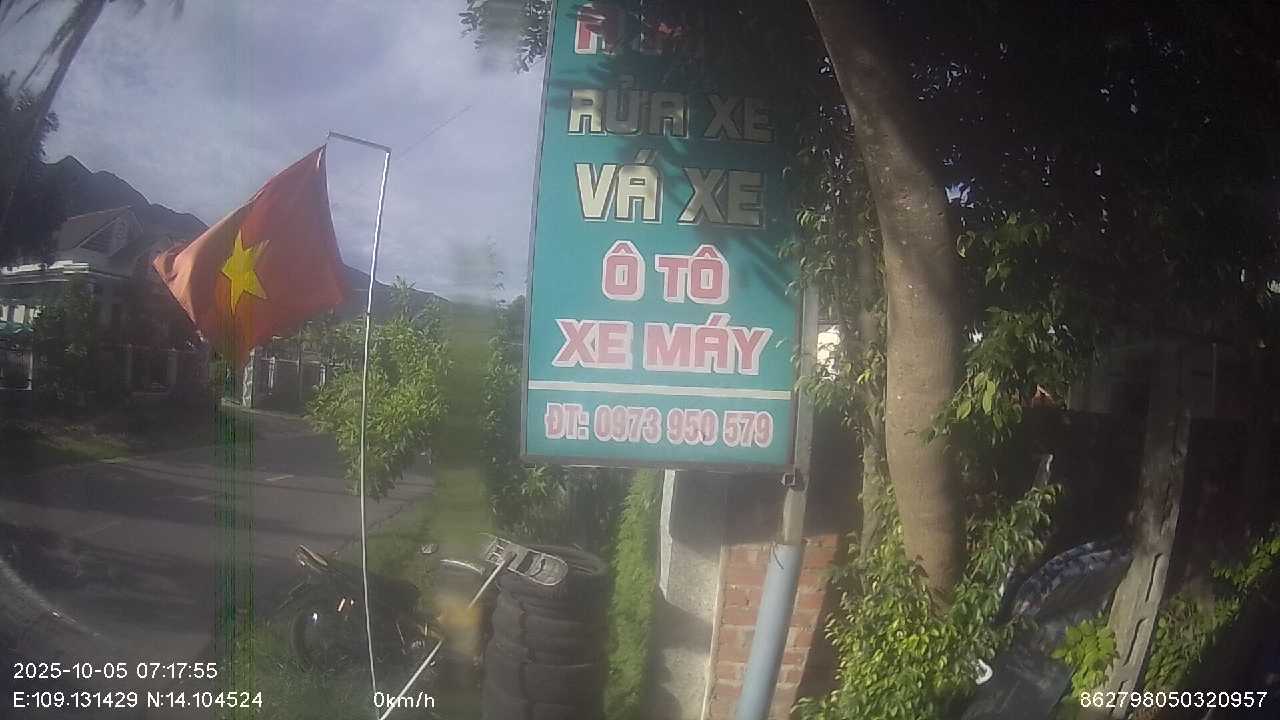 RỬA XE
VÁ XE
Ô TÔ
XE MÁY
ĐT: 0973 959 579
2025-10-05 07:17:55
E:109.131429 N:14.104524
0km/h
862798050320957